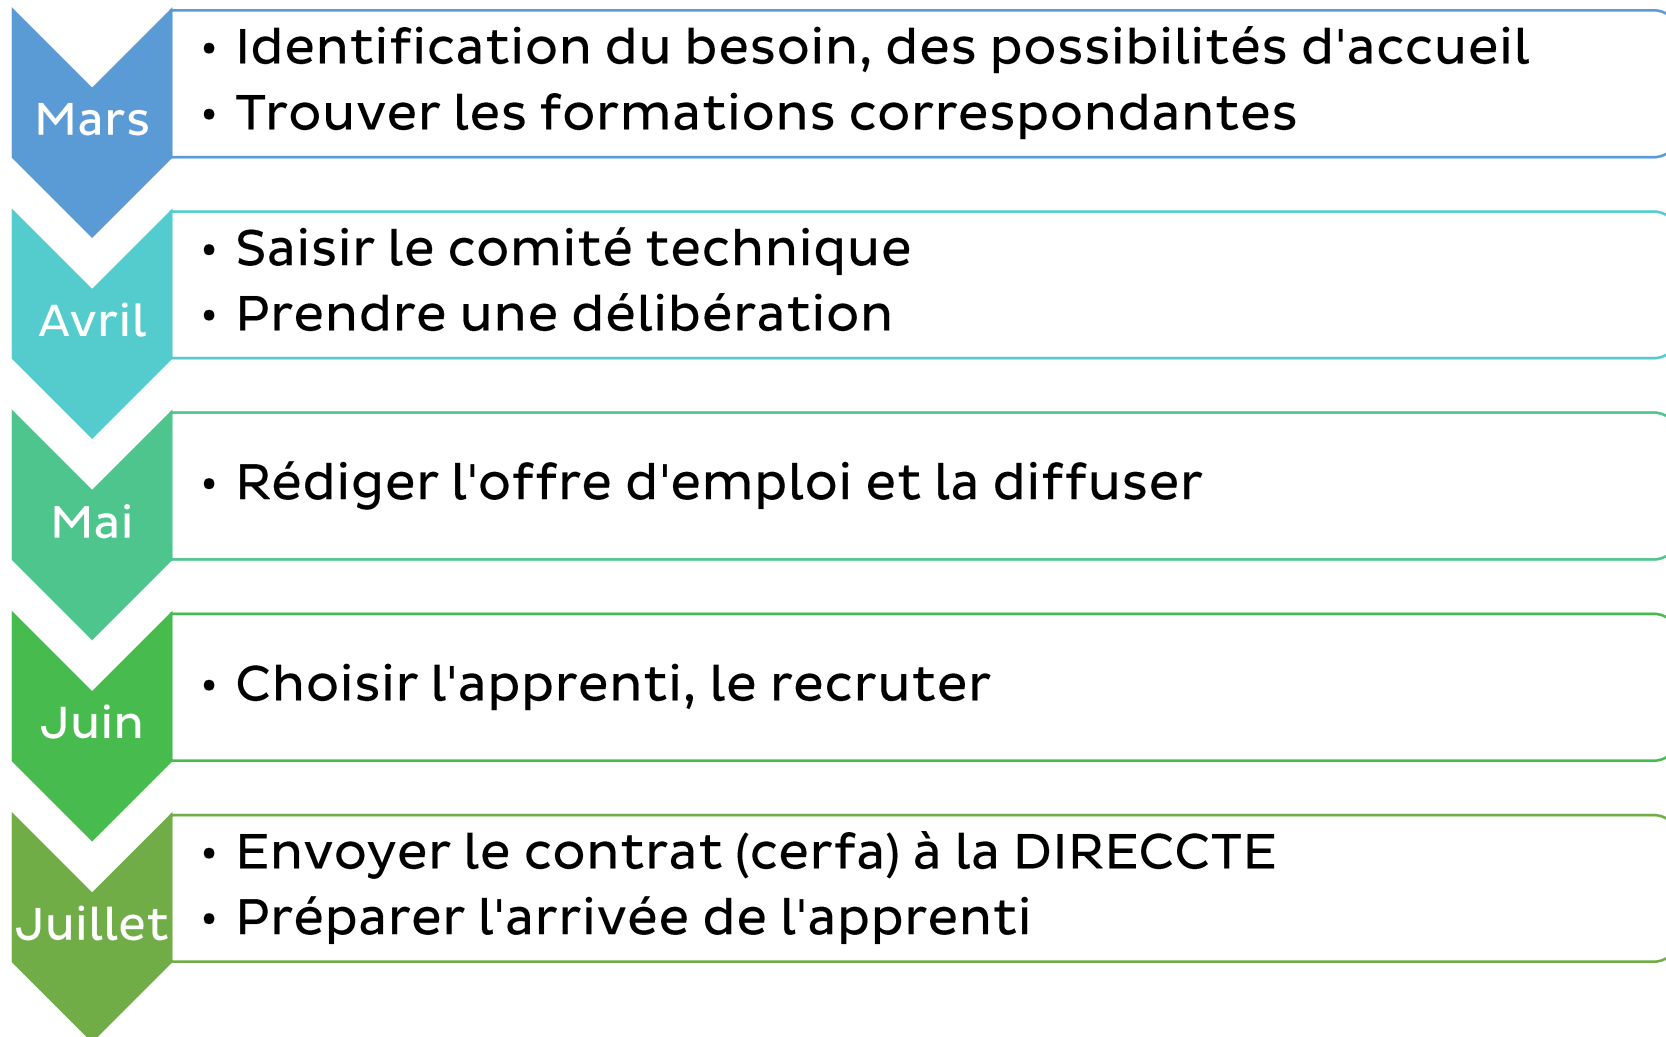 Mars
• Identification du besoin, des possibilités d'accueil
• Trouver les formations correspondantes
Avril
• Saisir le comité technique
• Prendre une délibération
Mai
• Rédiger l'offre d'emploi et la diffuser
Juin
• Choisir l'apprenti, le recruter
Juillet
• Envoyer le contrat (cerfa) à la DIRECCTE
• Préparer l'arrivée de l'apprenti